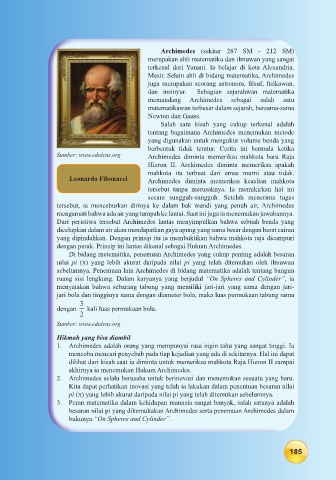 Archimedes (sekitar 287 SM - 212 SM)
merupakan ahli matematika dan ilmuwan yang sangat
terkenal dari Yunani. Ia belajar di kota Alexandria,
Mesir. Selain ahli di bidang matematika, Archimedes
juga merupakan seorang astronom, filsuf, fisikawan,
dan insinyur. Sebagian sejarahwan matematika
memandang Archimedes sebagai salah satu
matematikawan terbesar dalam sejarah, bersama-sama
Newton dan Gauss.
Salah satu kisah yang cukup terkenal adalah
tentang bagaimana Archimedes menemukan metode
yang digunakan untuk mengukur volume benda yang
berbentuk tidak teratur. Cerita ini bermula ketika
Archimedes diminta memeriksa mahkota baru Raja
Hieron II. Archimedes diminta memeriksa apakah
mahkota itu terbuat dari emas murni atau tidak.
Archimedes diminta memeriksa keaslian mahkota
tersebut tanpa merusaknya. Ia memikirkan hal ini
secara sungguh-sungguh. Setelah menerima tugas
Sumber: www.edulens.org
Leonardo Fibonacci
tersebut, ia menceburkan dirinya ke dalam bak mandi yang penuh air, Archimedes
mengamati bahwa ada air yang tumpah ke lantai. Saat itu juga ia menemukan jawabannya.
Dari peristiwa tersebut Archimedes lantas menyimpulkan bahwa sebuah benda yang
dicelupkan dalam air akan mendapatkan gaya apung yang sama besar dengan berat cairan
yang dipindahkan. Dengan prinsip itu ia membuktikan bahwa mahkota raja dicampuri
dengan perak. Prinsip ini lantas dikenal sebagai Hukum Archimedes.
Di bidang matematika, penemuan Archimedes yang cukup penting adalah besaran
nilai pi (π) yang lebih akurat daripada nilai pi yang telah ditemukan oleh ilmuwan
sebelumnya. Penemuan lain Archimedes di bidang matematika adalah tentang bangun
ruang sisi lengkung. Dalam karyanya yang berjudul “On Spheres and Cylinder”, ia
menyatakan bahwa sebarang tabung yang memiliki jari-jari yang sama dengan jari-
jari bola dan tingginya sama dengan diameter bola, maka luas permukaan tabung sama
dengan 3/2 kali luas permukaan bola.
Sumber: www.edulens.org
Hikmah yang bisa diambil
1. Archimedes adalah orang yang mempunyai rasa ingin tahu yang sangat tinggi. Ia
mencoba mencari penyebab pada tiap kejadian yang ada di sekitarnya. Hal ini dapat
dilihat dari kisah saat ia diminta untuk memeriksa mahkota Raja Hieron II sampai
akhirnya ia menemukan Hukum Archimedes.
2. Archimedes selalu berusaha untuk berinovasi dan menemukan sesuatu yang baru.
Kita dapat perhatikan inovasi yang telah ia lakukan dalam penentuan besaran nilai
pi (π) yang lebih akurat daripada nilai pi yang telah ditemukan sebelumnya.
3. Peran matematika dalam kehidupan manusia sangat banyak, salah satunya adalah
besaran nilai pi yang dikemukakan Archimedes serta penemuan Archimedes dalam
bukunya “On Spheres and Cylinder”.
185